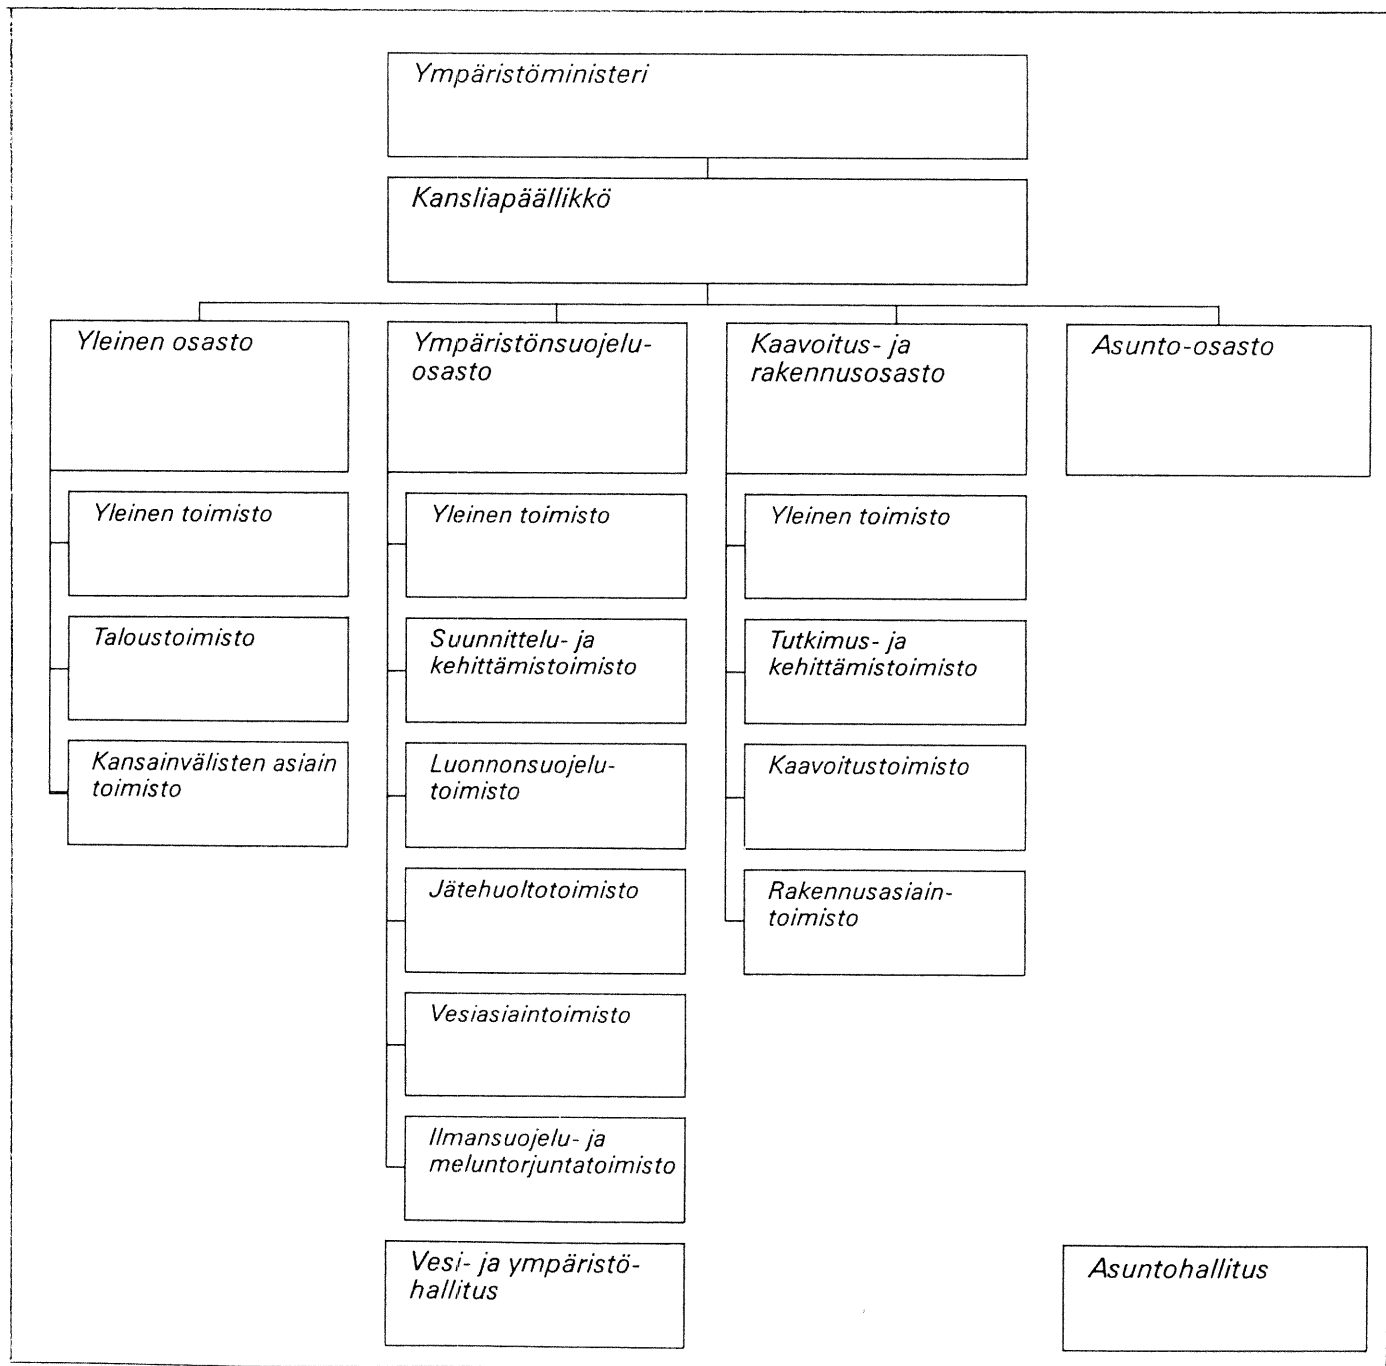 Ympäristöministeri
Kansliapäällikkö
Yleinen osasto
Yleinen toimisto
Taloustoimisto
Kansainvälisten asiain
toimisto
Ympäristönsuojelu-
osasto
Yleinen toimisto
Suunnittelu- ja
kehittämistoimisto
Luonnonsuojelu-
toimisto
Jätehuoltotoimisto
Vesiasiaintoimisto
Ilmansuojelu- ja
meluntorjuntatoimisto
Vesi- ja ympäristö-
hallitus
Kaavoitus- ja
rakennusosasto
Yleinen toimisto
Tutkimus- ja
kehittämistoimisto
Kaavoitustoimisto
Rakennusasiain-
toimisto
Asunto-osasto
Asuntohallitus